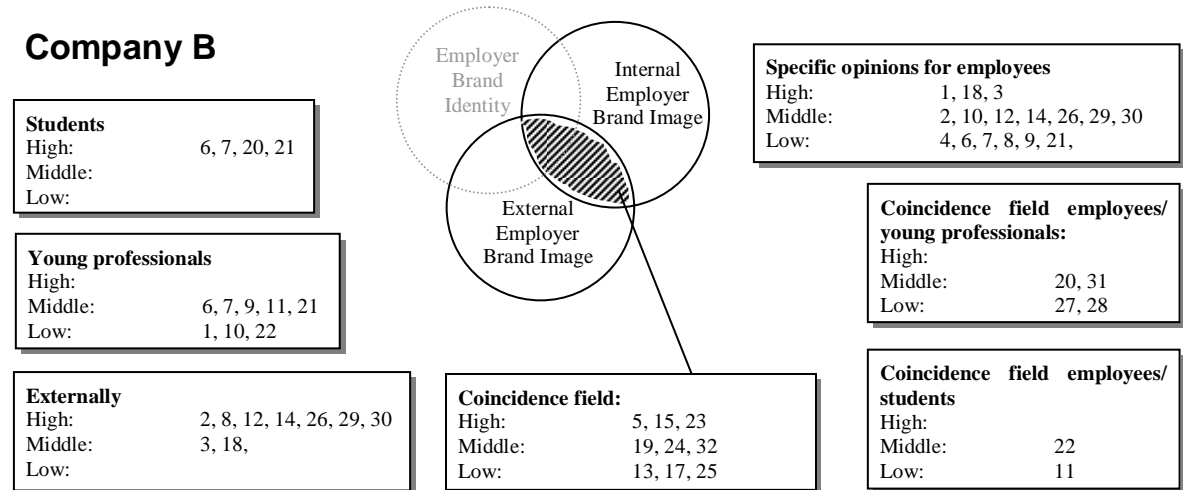 Company B
Employer
Brand
Identity
Internal
Employer
Brand Image
External
Employer
Brand Image
Students
High: 6, 7, 20, 21
Middle:
Low:
Young professionals
High:
Middle: 6, 7, 9, 11, 21
Low: 1, 10, 22
Externally
High: 2, 8, 12, 14, 26, 29, 30
Middle: 3, 18,
Low:
Coincidence field:
High: 5, 15, 23
Middle: 19, 24, 32
Low: 13, 17, 25
Specific opinions for employees
High: 1, 18, 3
Middle: 2, 10, 12, 14, 26, 29, 30
Low: 4, 6, 7, 8, 9, 21,
Coincidence field employees/
young professionals:
High:
Middle: 20, 31
Low: 27, 28
Coincidence field employees/
students
High:
Middle: 22
Low: 11